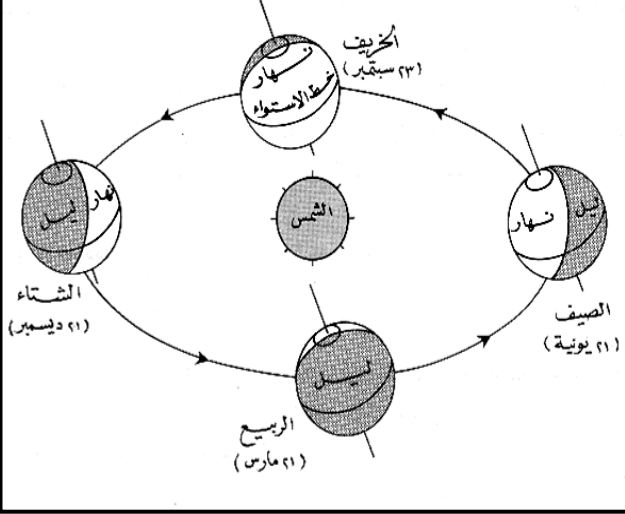 الخريف
(٢٣ سبتمبر)
نهار
خط الاستواء
ليل
نهار
الشتاء
(٢١ ديسمبر)
الشمس
نهار
ليل
الصيف
(٢١ يونية)
ليل
الربيع
(٢١ مارس)